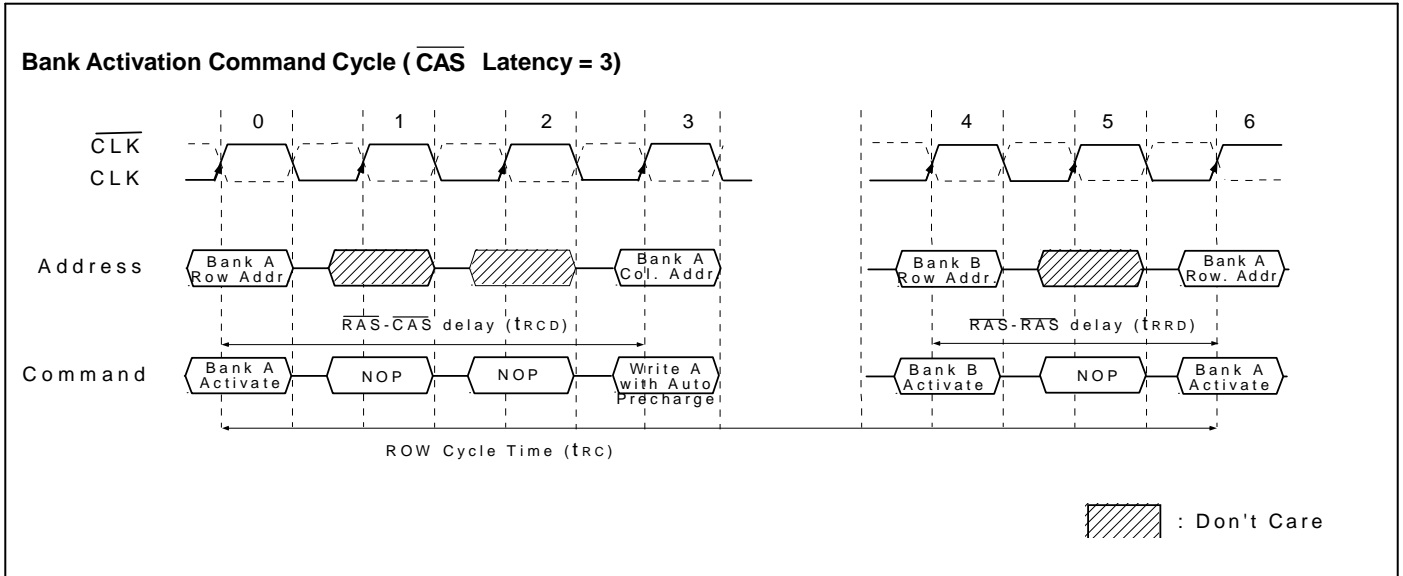 Bank Activation Command Cycle ( CAS Latency = 3)
0 1 2 3 4 5 6
CLK
CLK
Address
Bank A
Row Addr
Bank A
Col. Addr
Bank B
Row Addr.
Bank A
Row. Addr
RAS-CAS delay (tRCD)
RAS-RAS delay (tRRD)
Command
Bank A
Activate
NOP
NOP
Write A
with Auto
Precharge
Bank B
Activate
NOP
Bank A
Activate
ROW Cycle Time (tRC)
: Don't Care